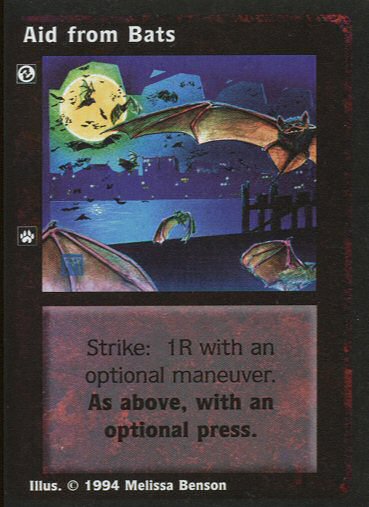 Aid from Bats
Strike: 1R with an
optional maneuver.
As above, with an
optional press.
Illus. © 1994 Melissa Benson